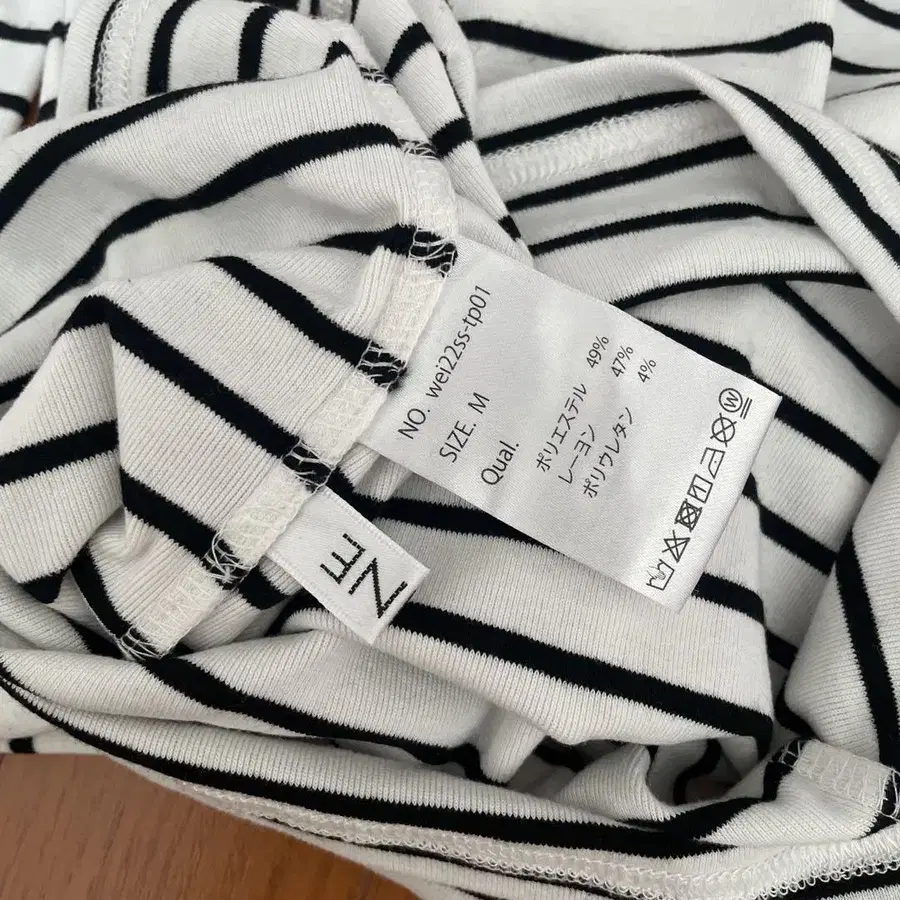 NO. wei22ss-tp01
SIZE. M
Qual.
ポリエステル 49%
レーヨン 47%
ポリウレタン 4%
W